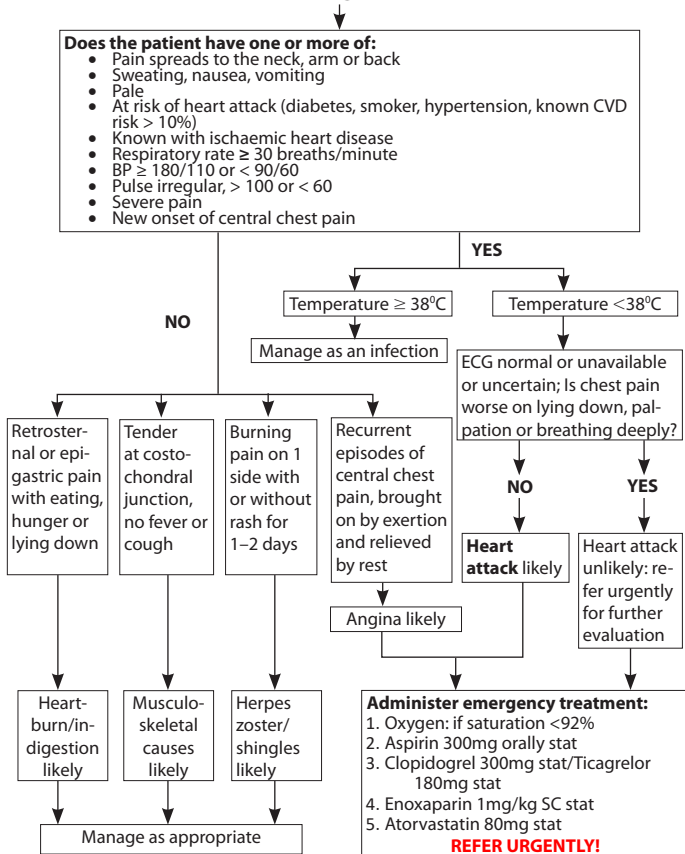 Does the patient have one or more of:
• Pain spreads to the neck, arm or back
• Sweating, nausea, vomiting
• Pale
• At risk of heart attack (diabetes, smoker, hypertension, known CVD
risk > 10%)
• Known with ischaemic heart disease
• Respiratory rate ≥ 30 breaths/minute
• BP ≥ 180/110 or < 90/60
• Pulse irregular, > 100 or < 60
• Severe pain
• New onset of central chest pain
YES
NO
Temperature ≥ 38⁰C
Temperature <38⁰C
Manage as an infection
ECG normal or unavailable
or uncertain; Is chest pain
worse on lying down, pal-
pation or breathing deeply?
Retroster-
nal or epi-
gastric pain
with eating,
hunger or
lying down
Tender
at costo-
chondral
junction,
no fever or
cough
Burning
pain on 1
side with
or without
rash for
1–2 days
Recurrent
episodes of
central chest
pain, brought
on by exertion
and relieved
by rest
NO
YES
Heart
attack likely
Heart attack
unlikely: re-
fer urgently
for further
evaluation
Angina likely
Heart-
burn/in-
digestion
likely
Musculo-
skeletal
causes
likely
Herpes
zoster/
shingles
likely
Administer emergency treatment:
1. Oxygen: if saturation <92%
2. Aspirin 300mg orally stat
3. Clopidogrel 300mg stat/Ticagrelor
180mg stat
4. Enoxaparin 1mg/kg SC stat
5. Atorvastatin 80mg stat
REFER URGENTLY!
Manage as appropriate